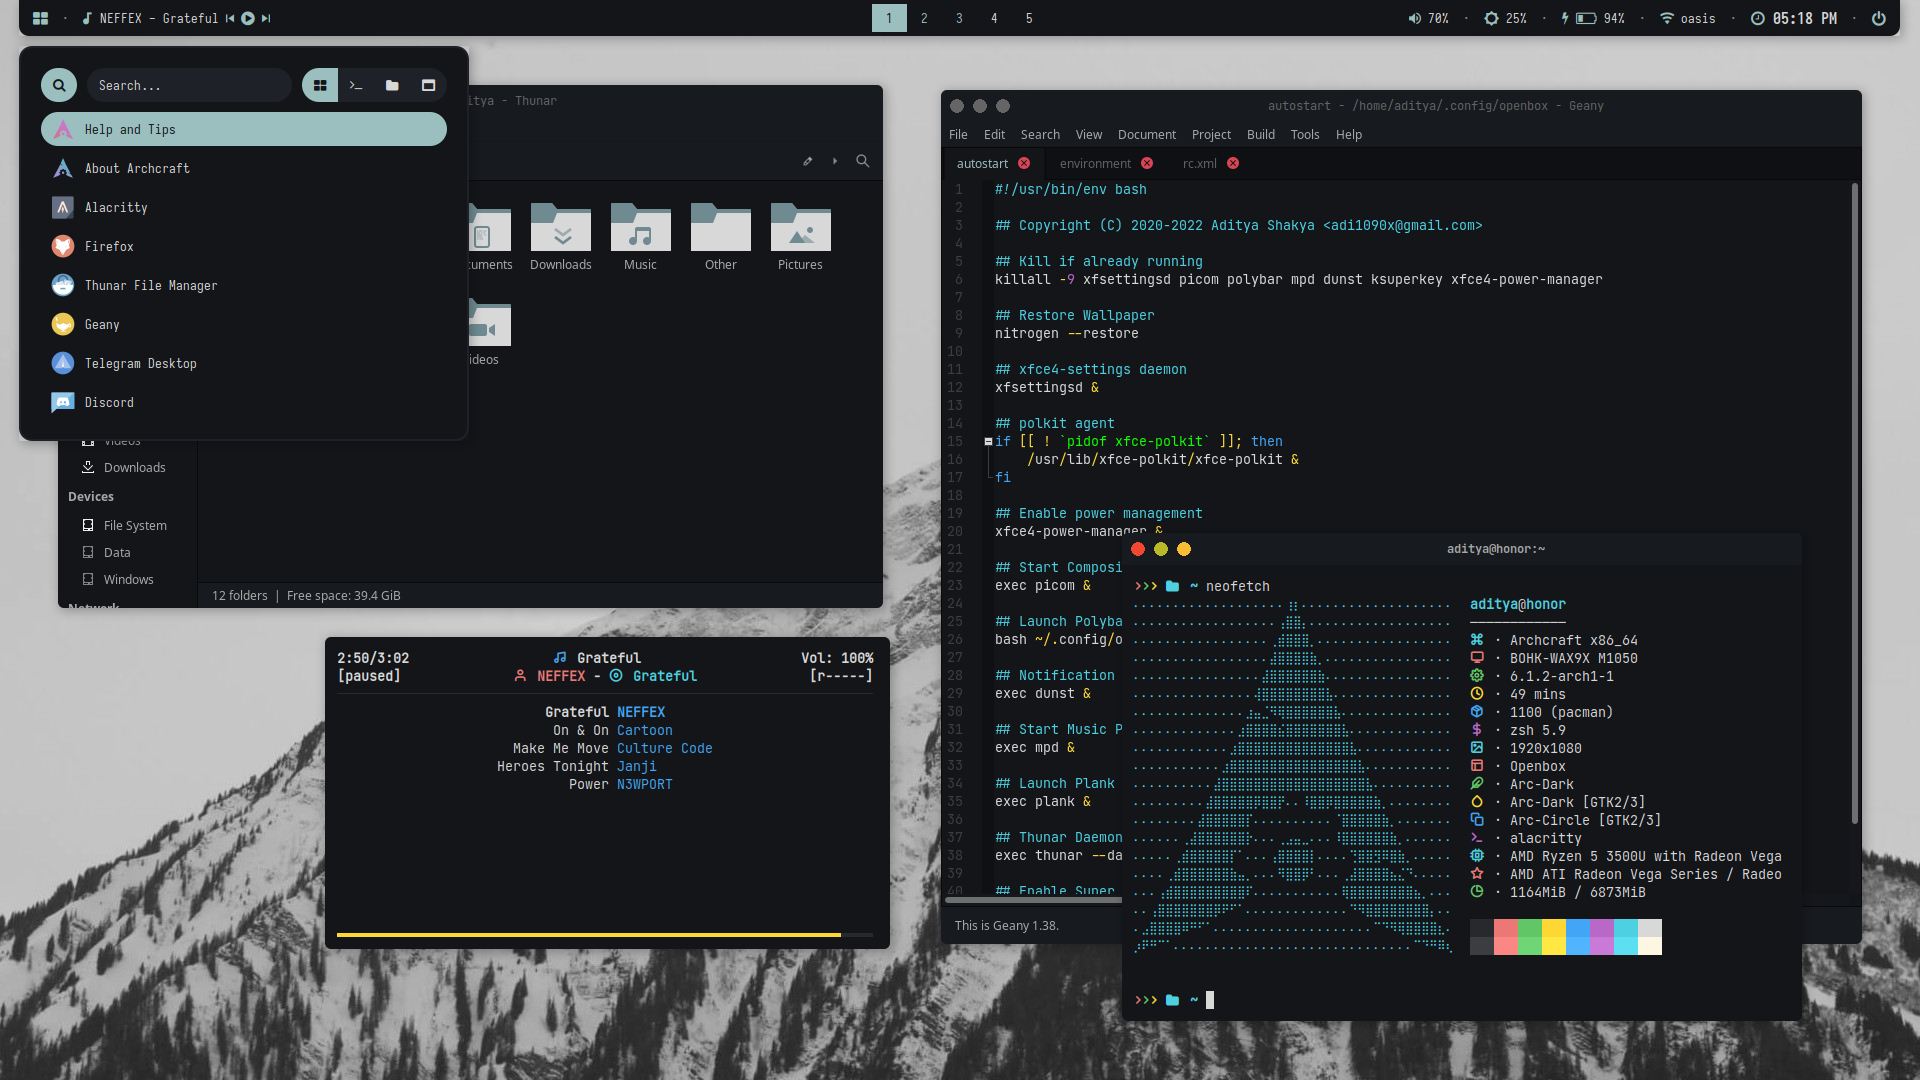 NEFFEX - Grateful
1 2 3 4 5
70% · 25% · 94% · oasis · 05:18 PM
Search...
Help and Tips
About Archcraft
Alacritty
Firefox
Thunar File Manager
Geany
Telegram Desktop
Discord
itya - Thunar
uments
Downloads
Music
Other
Pictures
ideos
Videos
Downloads
Devices
File System
Data
Windows
Network
12 folders | Free space: 39.4 GiB
2:50/3:02 Grateful Vol: 100%
[paused] NEFFEX - Grateful [r-----]
Grateful NEFFEX
On & On Cartoon
Make Me Move Culture Code
Heroes Tonight Janji
Power N3WPORT
autostart - /home/aditya/.config/openbox - Geany
File Edit Search View Document Project Build Tools Help
autostart environment rc.xml
1 #!/usr/bin/env bash
2
3 ## Copyright (C) 2020-2022 Aditya Shakya <adi1090x@gmail.com>
4
5 ## Kill if already running
6 killall -9 xfsettingsd picom polybar mpd dunst ksuperkey xfce4-power-manager
7
8 ## Restore Wallpaper
9 nitrogen --restore
10
11 ## xfce4-settings daemon
12 xfsettingsd &
13
14 ## polkit agent
15 if [[ ! `pidof xfce-polkit` ]]; then
16 /usr/lib/xfce-polkit/xfce-polkit &
17 fi
18
19 ## Enable power management
20 xfce4-power-manager &
21
22 ## Start Composi
23 exec picom &
24
25 ## Launch Polyba
26 bash ~/.config/o
27
28 ## Notification
29 exec dunst &
30
31 ## Start Music P
32 exec mpd &
33
34 ## Launch Plank
35 exec plank &
36
37 ## Thunar Daemon
38 exec thunar --da
39
40 ## Enable Super
This is Geany 1.38.
aditya@honor:~
>>> ~ neofetch
aditya@honor
------------
· Archcraft x86_64
· BOHK-WAX9X M1050
· 6.1.2-arch1-1
· 49 mins
· 1100 (pacman)
· zsh 5.9
· 1920x1080
· Openbox
· Arc-Dark
· Arc-Dark [GTK2/3]
· Arc-Circle [GTK2/3]
· alacritty
· AMD Ryzen 5 3500U with Radeon Vega
· AMD ATI Radeon Vega Series / Radeo
· 1164MiB / 6873MiB
>>> ~